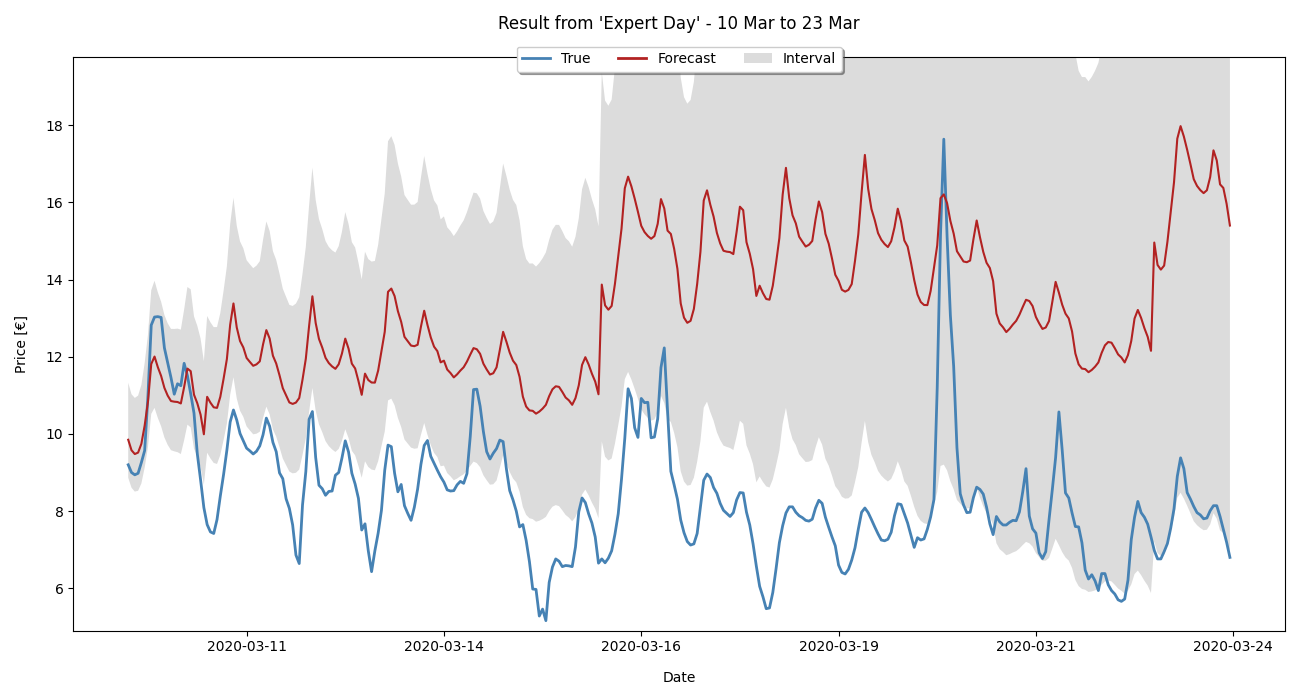 Result from 'Expert Day' - 10 Mar to 23 Mar
True Forecast Interval
18
16
14
12
10
8
6
Price [€]
2020-03-11 2020-03-14 2020-03-16 2020-03-19 2020-03-21 2020-03-24
Date